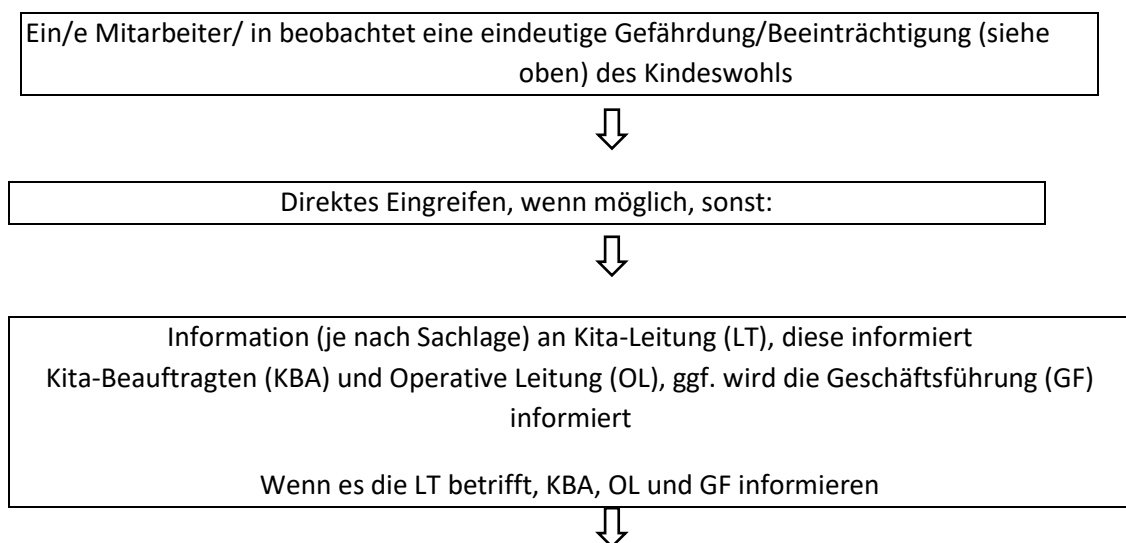 Ein/e Mitarbeiter/ in beobachtet eine eindeutige Gefährdung/Beeinträchtigung (siehe
oben) des Kindeswohls
Direktes Eingreifen, wenn möglich, sonst:
Information (je nach Sachlage) an Kita-Leitung (LT), diese informiert
Kita-Beauftragten (KBA) und Operative Leitung (OL), ggf. wird die Geschäftsführung (GF)
informiert
Wenn es die LT betrifft, KBA, OL und GF informieren